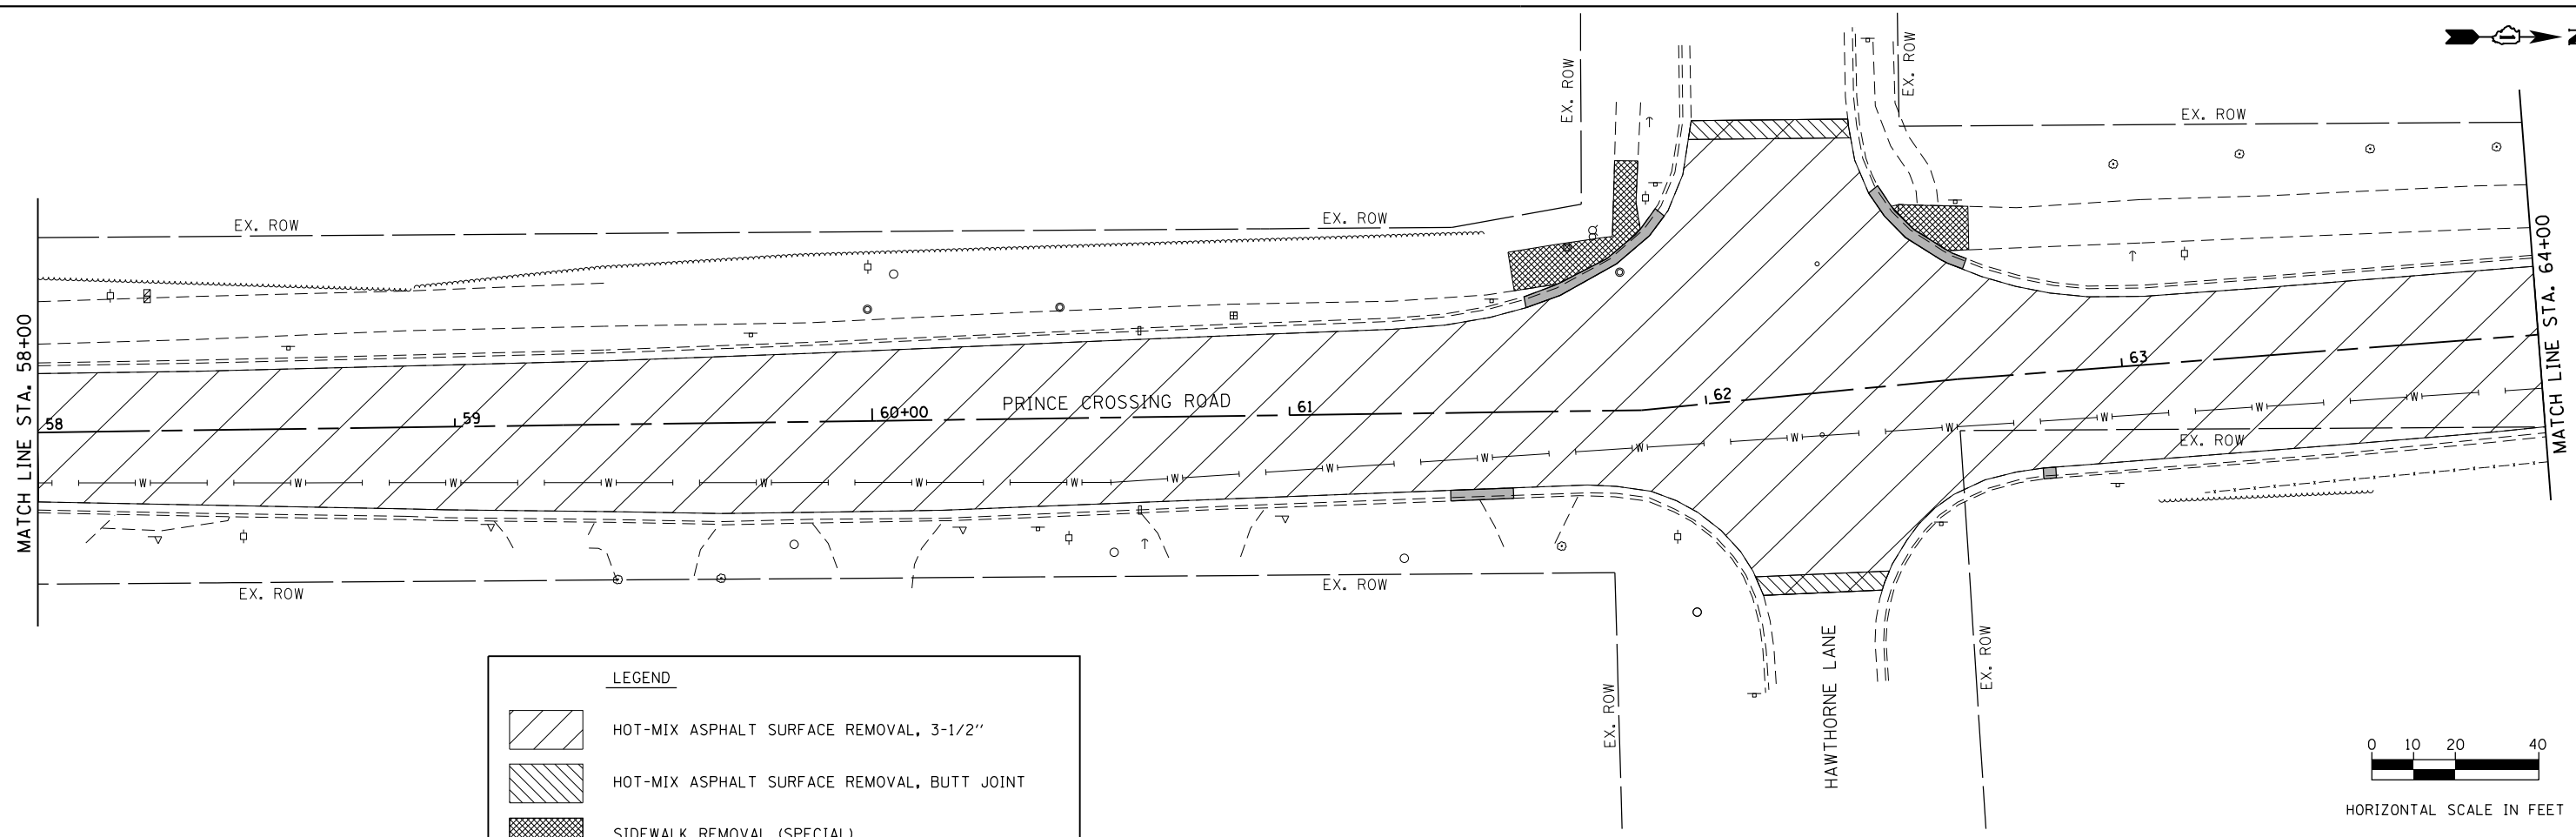 EX. ROW
EX. ROW
EX. ROW
EX. ROW
EX. ROW
N
MATCH LINE STA. 58+00
58
59
60+00
PRINCE CROSSING ROAD
61
62
63
MATCH LINE STA. 64+00
W W W W W W W W W W W W W W W W
EX. ROW
EX. ROW
EX. ROW
EX. ROW
HAWTHORNE LANE
EX. ROW
LEGEND
HOT-MIX ASPHALT SURFACE REMOVAL, 3-1/2"
HOT-MIX ASPHALT SURFACE REMOVAL, BUTT JOINT
SIDEWALK REMOVAL (SPECIAL)
0 10 20 40
HORIZONTAL SCALE IN FEET